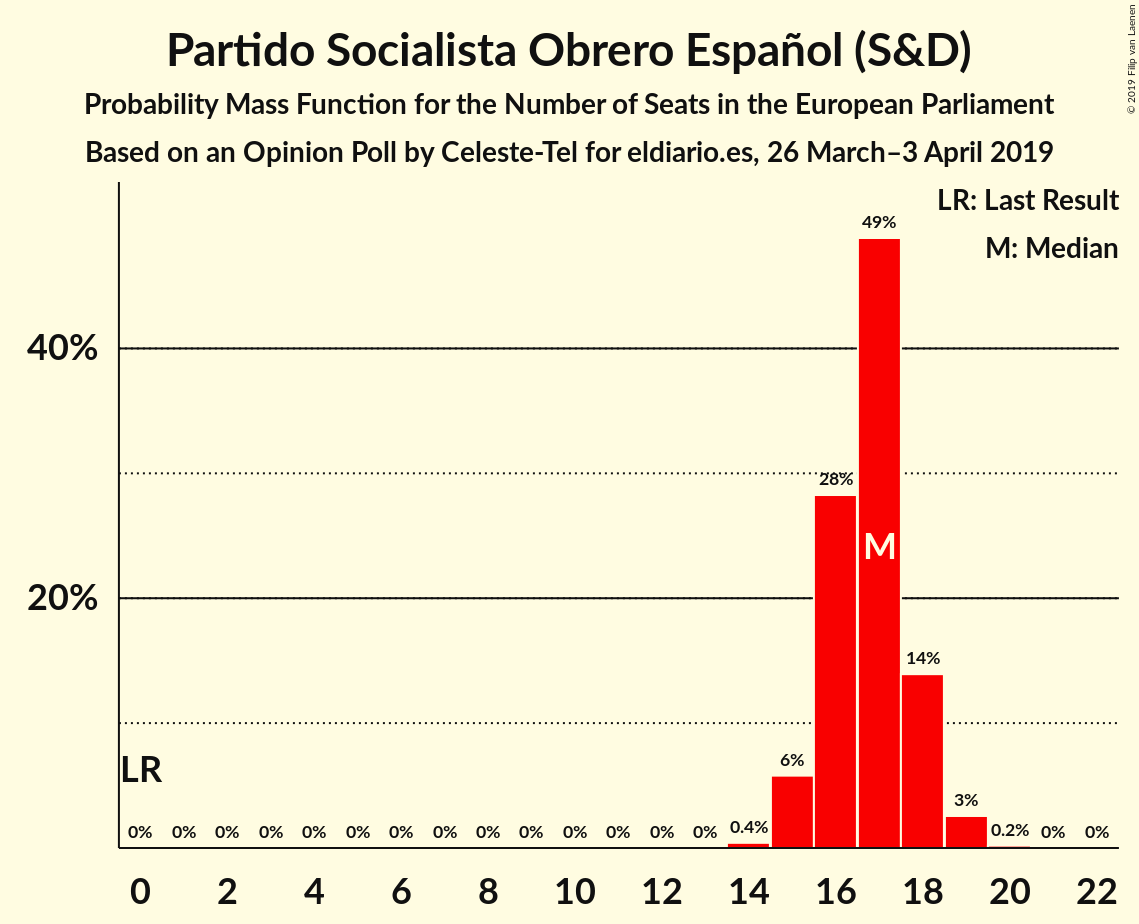 Partido Socialista Obrero Español (S&D)
Probability Mass Function for the Number of Seats in the European Parliament
Based on an Opinion Poll by Celeste-Tel for eldiario.es, 26 March–3 April 2019
© 2019 Filip van Laenen
LR: Last Result
M: Median
49%
40%
28%
M
20%
14%
LR
6%
3%
0% 0% 0% 0% 0% 0% 0% 0% 0% 0% 0% 0% 0% 0% 0.4% 0.2% 0% 0%
0 2 4 6 8 10 12 14 16 18 20 22